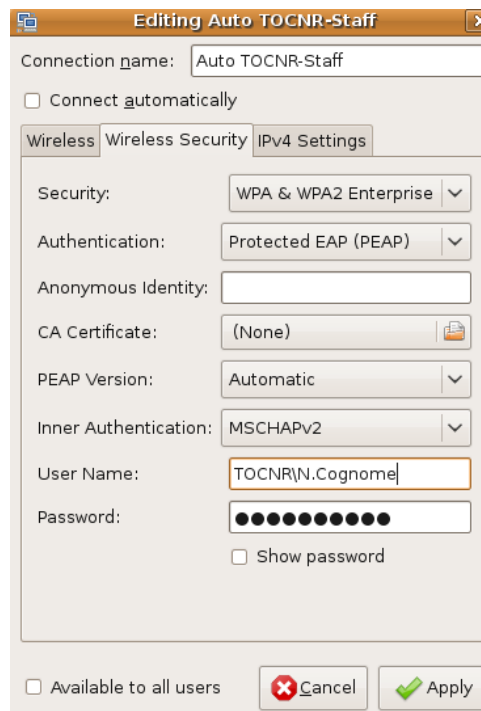 Editing Auto TOCNR-Staff
Connection name: Auto TOCNR-Staff
Connect automatically
Wireless Wireless Security IPv4 Settings
Security: WPA & WPA2 Enterprise
Authentication: Protected EAP (PEAP)
Anonymous Identity:
CA Certificate: (None)
PEAP Version: Automatic
Inner Authentication: MSCHAPv2
User Name: TOCNR\N.Cognome
Password: ●●●●●●●●●●
Show password
Available to all users Cancel Apply